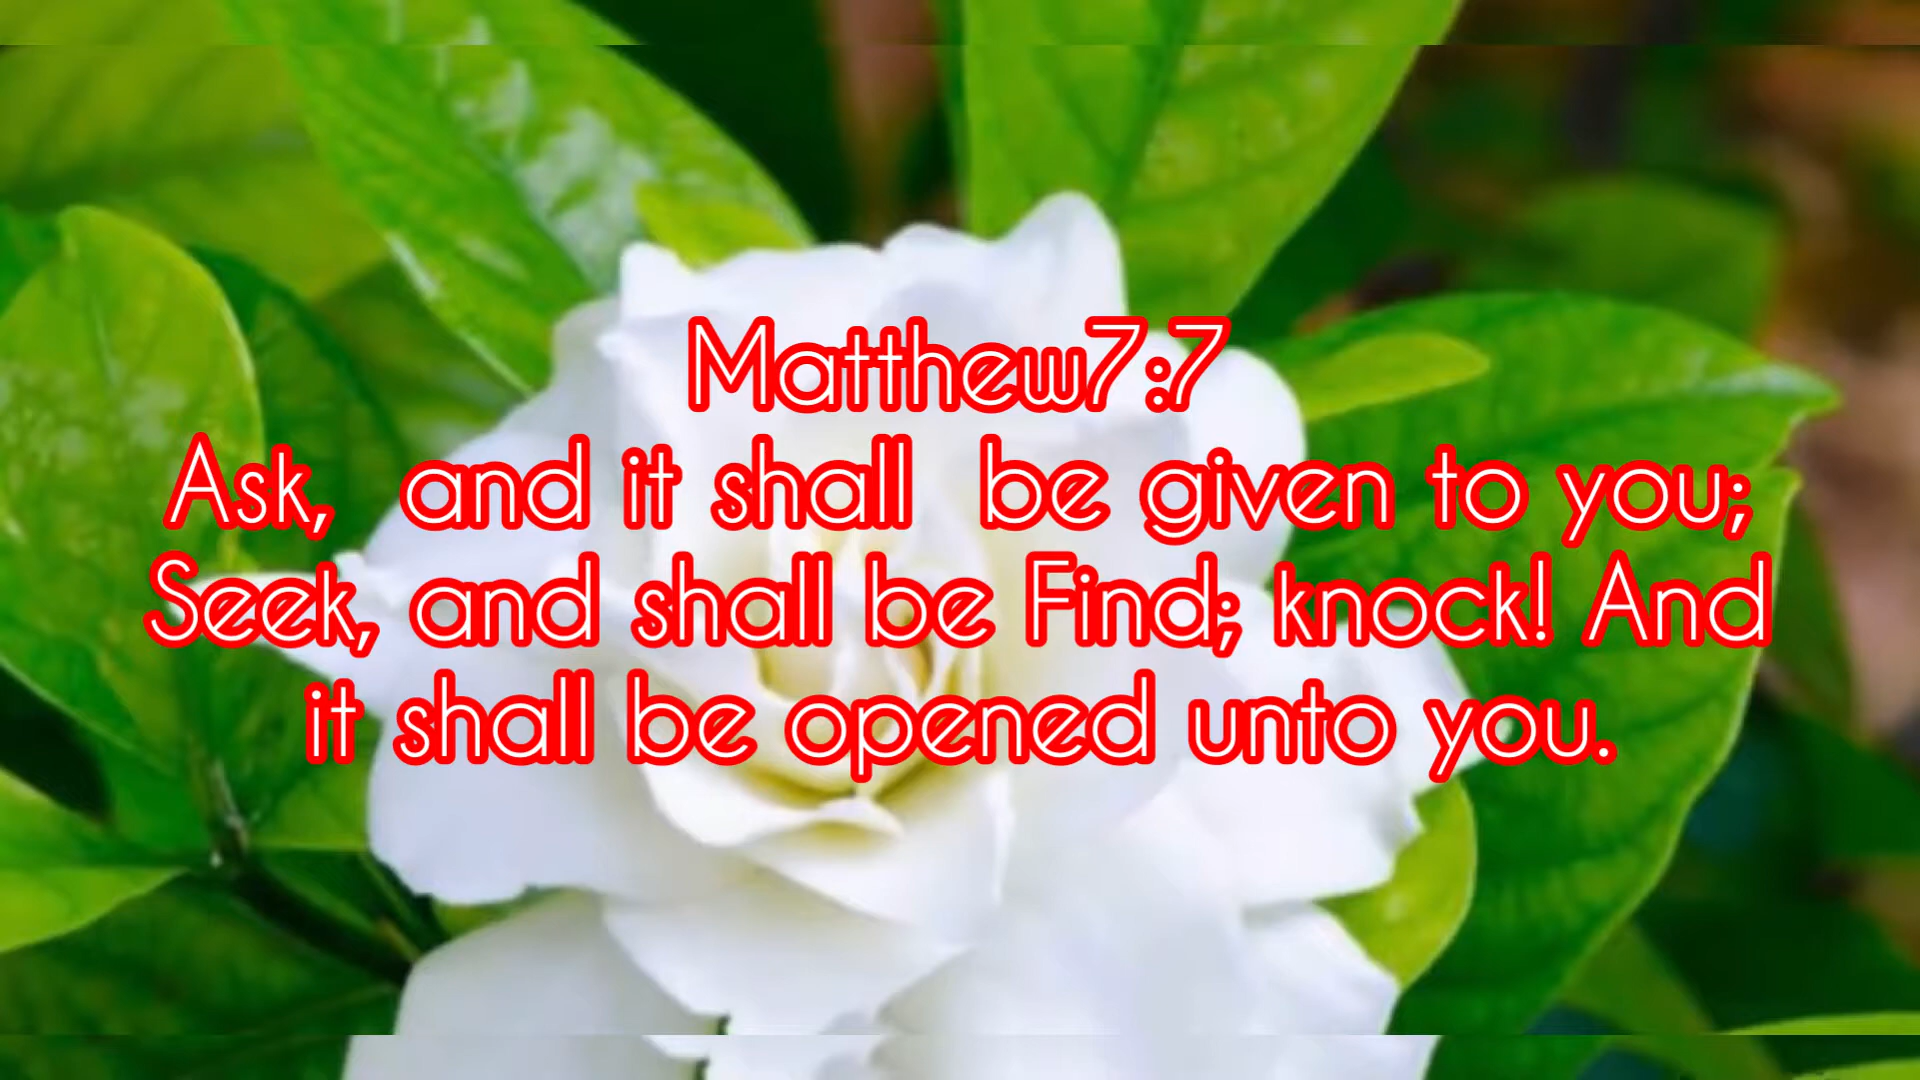 Matthew7:7
Ask,  and it shall  be given to you;
Seek, and shall be Find; knock! And
it shall be opened unto you.